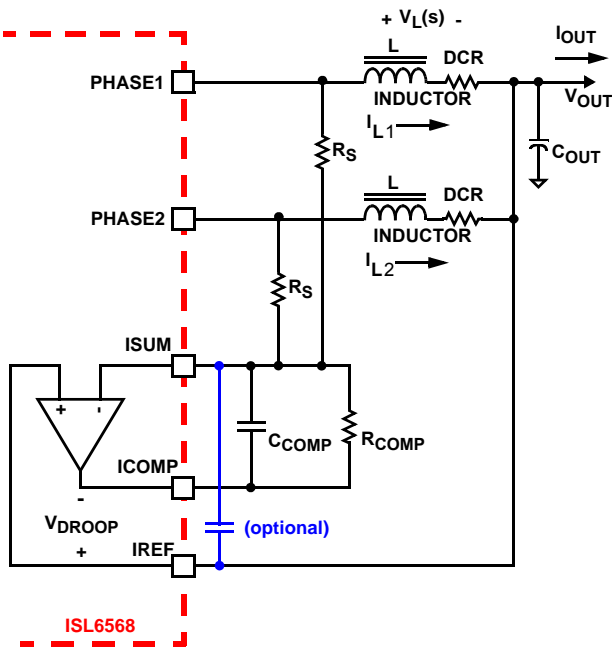 + VL(s) -
L
DCR
IOUT
PHASE1
INDUCTOR
VOUT
IL1
COUT
RS
L
DCR
PHASE2
INDUCTOR
IL2
RS
ISUM
+ -
CCOMP
RCOMP
ICOMP
-
VDROOP
(optional)
+
IREF
ISL6568